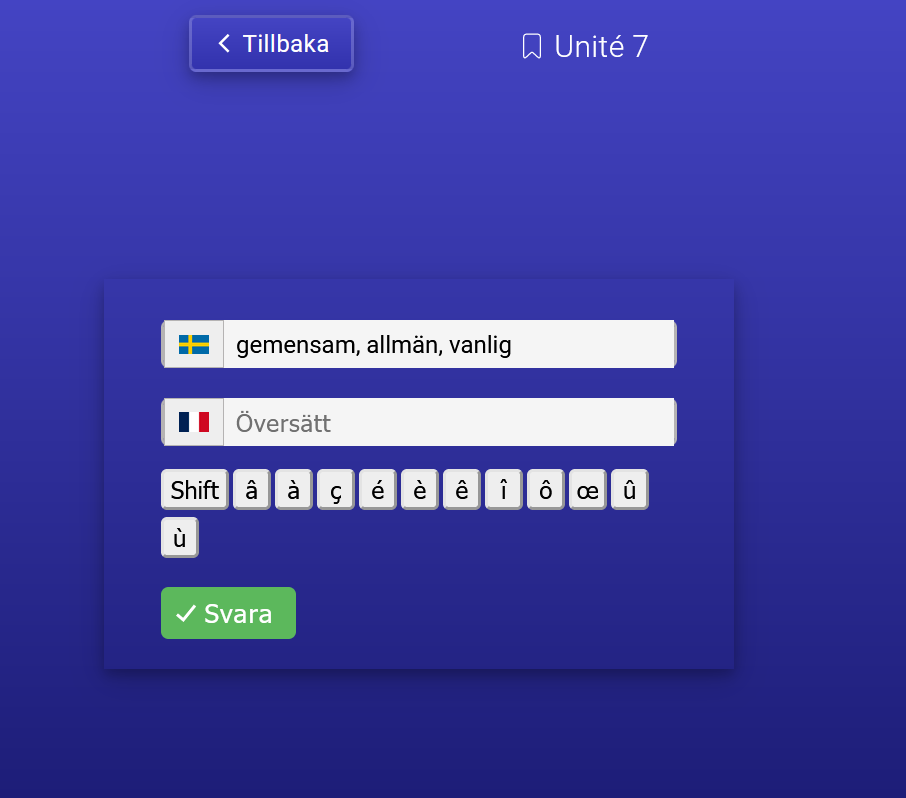 Tillbaka
Unité 7
gemensam, allmän, vanlig
Översätt
Shift â à ç é è ê î ô œ û
ù
Svara